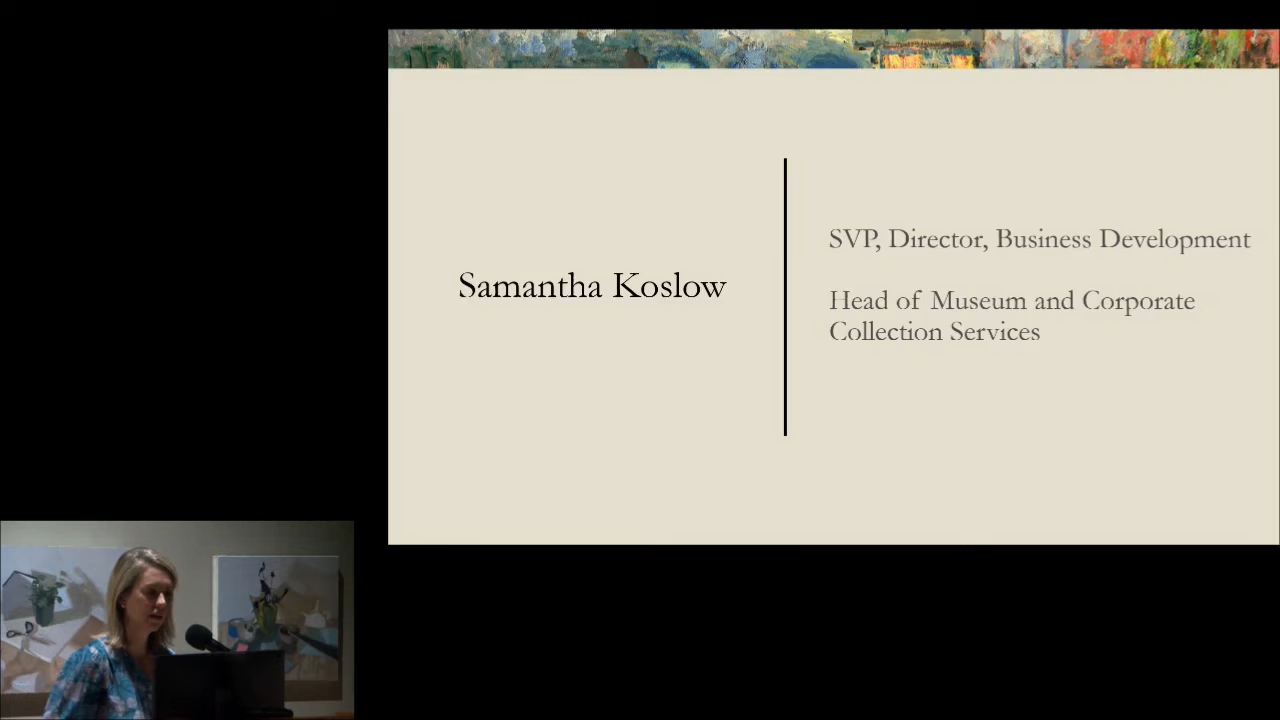 Samantha Koslow
SVP, Director, Business Development
Head of Museum and Corporate
Collection Services